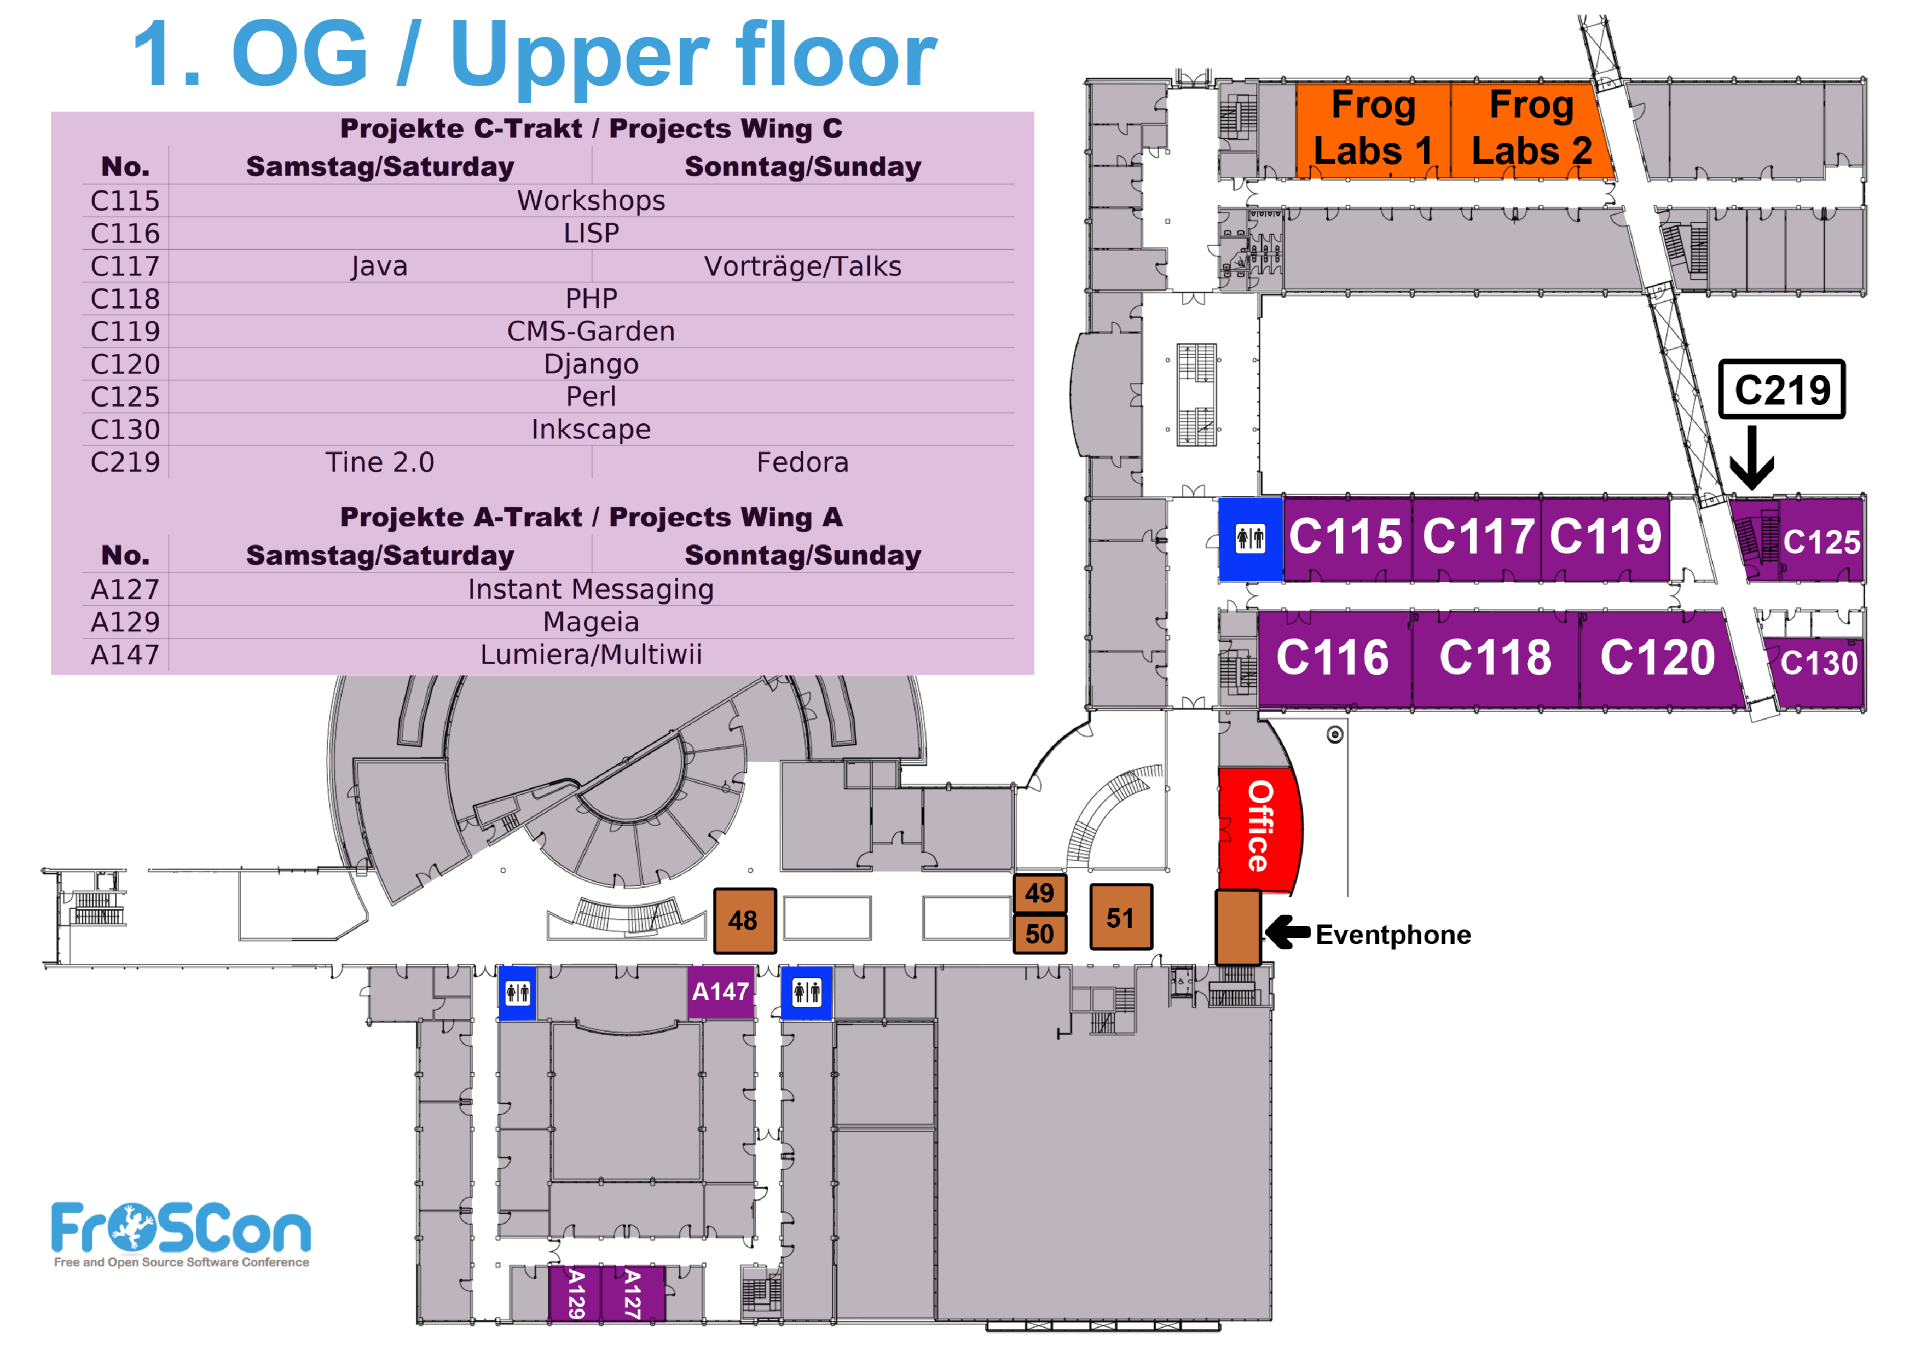 1. OG / Upper floor
Projekte C-Trakt / Projects Wing C
No. Samstag/Saturday Sonntag/Sunday
C115 Workshops
C116 LISP
C117 Java Vorträge/Talks
C118 PHP
C119 CMS-Garden
C120 Django
C125 Perl
C130 Inkscape
C219 Tine 2.0 Fedora
Projekte A-Trakt / Projects Wing A
No. Samstag/Saturday Sonntag/Sunday
A127 Instant Messaging
A129 Mageia
A147 Lumiera/Multiwii
Frog
Labs 1
Frog
Labs 2
C219
C115 C117 C119 C125
C116 C118 C120 C130
Office
48
49
50
51
Eventphone
A147
A129
A127
FrOSCon
Free and Open Source Software Conference